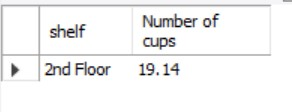 shelf Number of
cups
2nd Floor 19.14